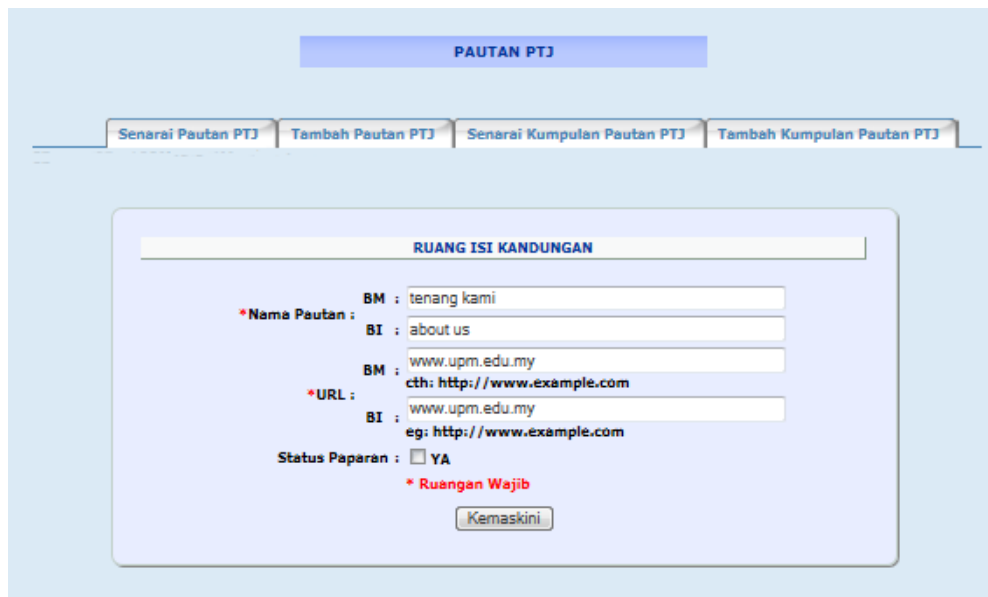 PAUTAN PTJ
Senarai Pautan PTJ Tambah Pautan PTJ Senarai Kumpulan Pautan PTJ Tambah Kumpulan Pautan PTJ
RUANG ISI KANDUNGAN
*Nama Pautan :
BM : tenang kami
BI : about us
*URL :
BM : www.upm.edu.my
cth: http://www.example.com
BI : www.upm.edu.my
eg: http://www.example.com
Status Paparan : YA
* Ruangan Wajib
Kemaskini